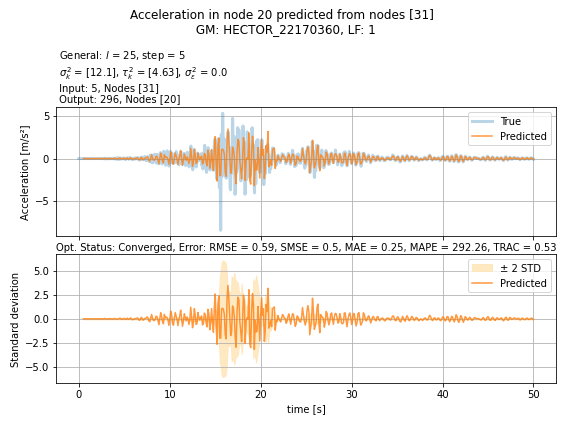 Acceleration in node 20 predicted from nodes [31]
GM: HECTOR_22170360, LF: 1
General: l = 25, step = 5
σ²ₖ = [12.1], τ²ₖ = [4.63], σ²ε = 0.0
Input: 5, Nodes [31]
Output: 296, Nodes [20]
Acceleration [m/s²]
0
−5
True
Predicted
5
Opt. Status: Converged, Error: RMSE = 0.59, SMSE = 0.5, MAE = 0.25, MAPE = 292.26, TRAC = 0.53
Standard deviation
5.0
2.5
0.0
−2.5
−5.0
± 2 STD
Predicted
0 10 20 30 40 50
time [s]